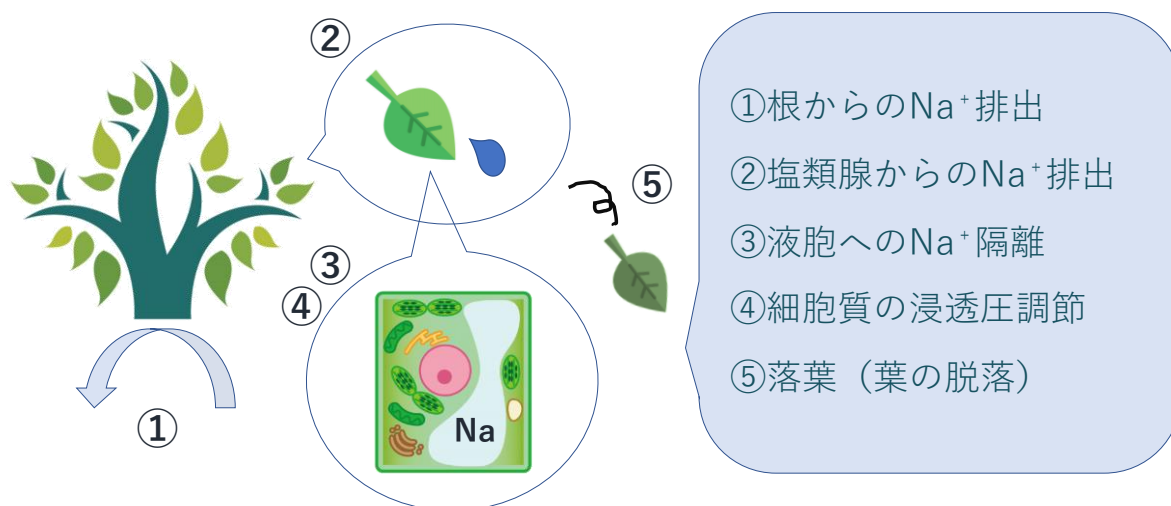 ②
⑤
③
④
Na
①
①根からのNa⁺排出
②塩類腺からのNa⁺排出
③液胞へのNa⁺隔離
④細胞質の浸透圧調節
⑤落葉（葉の脱落）